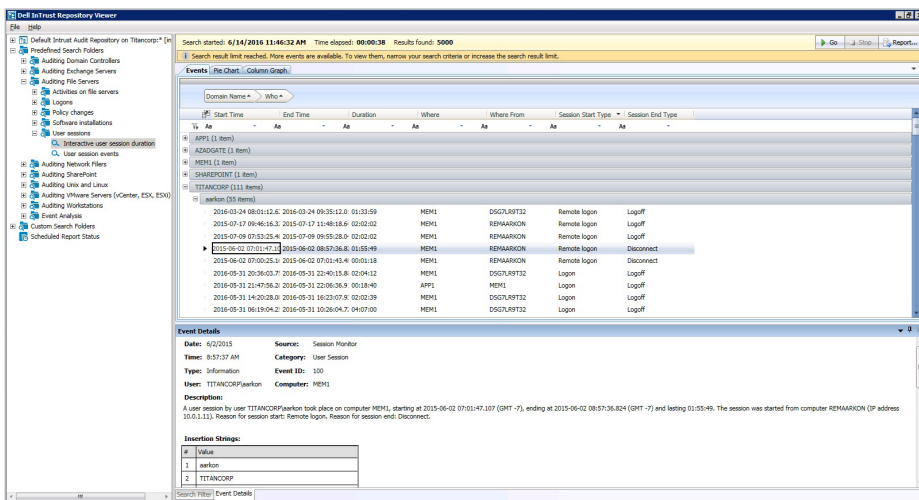 Dell InTrust Repository Viewer
File Help
Default Intrust Audit Repository on Titancorp:* [in
Predefined Search Folders
Auditing Domain Controllers
Auditing Exchange Servers
Auditing File Servers
Activities on file servers
Logons
Policy changes
Software installations
User sessions
Interactive user session duration
User session events
Auditing Network Filers
Auditing SharePoint
Auditing Unix and Linux
Auditing VMware Servers (vCenter, ESX, ESXi)
Auditing Workstations
Event Analysis
Custom Search Folders
Scheduled Report Status
Search started: 6/14/2016 11:46:32 AM Time elapsed: 00:00:38 Results found: 5000
Go Stop Report...
Search result limit reached. More events are available. To view them, narrow your search criteria or increase the search result limit.
Events Pie Chart Column Graph
Domain Name Who
Start Time End Time Duration Where Where From Session Start Type Session End Type
Aa Aa Aa Aa Aa Aa Aa
APP1 (1 item)
AZADGATE (1 item)
MEM1 (1 item)
SHAREPOINT (1 item)
TITANCORP (111 items)
aarkon (55 items)
2016-03-24 08:01:12.6 2016-03-24 09:35:12.0 01:33:59 MEM1 DSG7LR9T32 Remote logon Logoff
2015-07-17 09:46:16.3 2015-07-17 11:48:18.6 02:02:02 MEM1 REMAARKON Remote logon Logoff
2015-07-09 07:53:25.4 2015-07-09 09:55:28.0 02:02:02 MEM1 REMAARKON Remote logon Logoff
2015-06-02 07:01:47.10 2015-06-02 08:57:36.8 01:55:49 MEM1 REMAARKON Remote logon Disconnect
2015-06-02 07:00:25.1 2015-06-02 07:01:43.4 00:01:18 MEM1 REMAARKON Remote logon Disconnect
2016-05-31 20:36:03.7 2016-05-31 22:40:15.8 02:04:12 MEM1 DSG7LR9T32 Logon Logoff
2016-05-31 21:47:56.2 2016-05-31 22:06:36.9 00:18:40 APP1 MEM1 Logon Logoff
2016-05-31 14:20:28.0 2016-05-31 16:23:07.9 02:02:39 MEM1 DSG7LR9T32 Logon Logoff
2016-05-31 06:19:04.2 2016-05-31 10:26:04.7 04:07:00 MEM1 DSG7LR9T32 Logon Logoff
Event Details
Date: 6/2/2015 Source: Session Monitor
Time: 8:57:37 AM Category: User Session
Type: Information Event ID: 100
User: TITANCORP\aarkon Computer: MEM1
Description:
A user session by user TITANCORP\aarkon took place on computer MEM1, starting at 2015-06-02 07:01:47.107 (GMT -7), ending at 2015-06-02 08:57:36.824 (GMT -7) and lasting 01:55:49. The session was started from computer REMAARKON (IP address
10.0.1.11). Reason for session start: Remote logon. Reason for session end: Disconnect.
Insertion Strings:
# Value
1 aarkon
2 TITANCORP
Search Filter Event Details